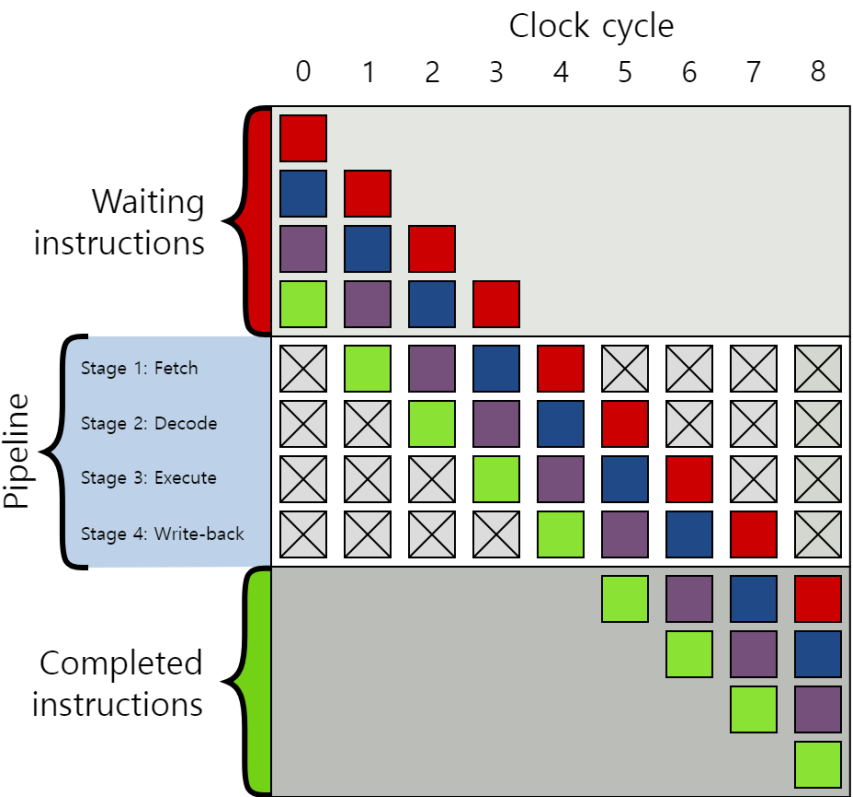 Clock cycle
0 1 2 3 4 5 6 7 8
Waiting
instructions
Pipeline
Stage 1: Fetch
Stage 2: Decode
Stage 3: Execute
Stage 4: Write-back
Completed
instructions